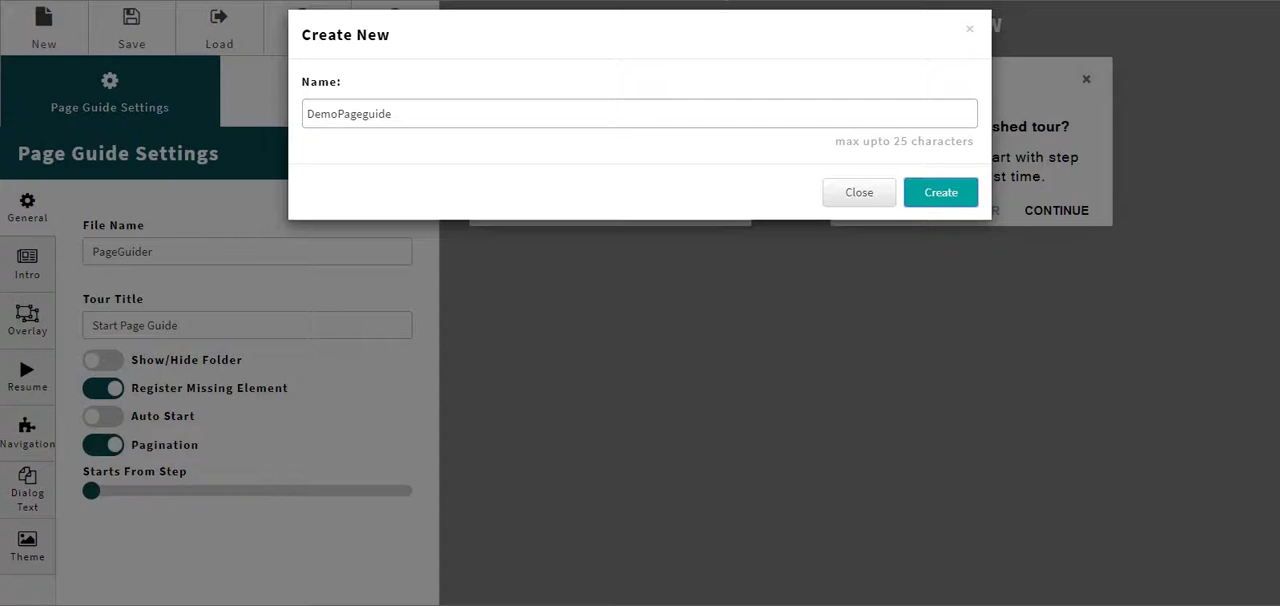 New
Save
Load
Create New
×
Name:
DemoPageguide
max upto 25 characters
Close
Create
Page Guide Settings
Page Guide Settings
General
Intro
Overlay
Resume
Navigation
Dialog
Text
Theme
File Name
PageGuider
Tour Title
Start Page Guide
Show/Hide Folder
Register Missing Element
Auto Start
Pagination
Starts From Step
W
×
shed tour?
art with step
st time.
R CONTINUE